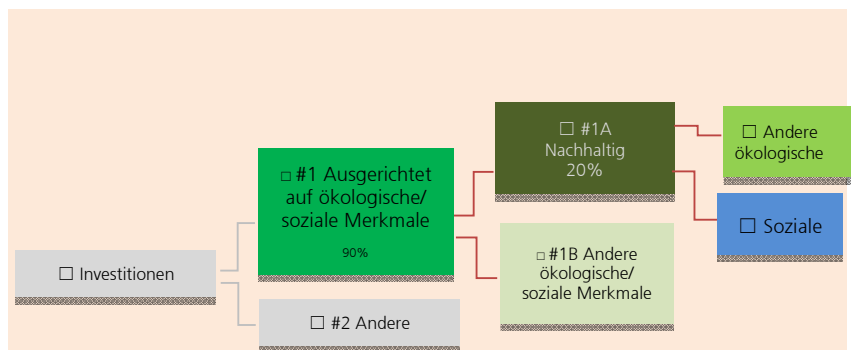 ☐ Investitionen
☐ #1 Ausgerichtet
auf ökologische/
soziale Merkmale
90%
☐ #2 Andere
☐ #1A
Nachhaltig
20%
☐ #1B Andere
ökologische/
soziale Merkmale
☐ Andere
ökologische
☐ Soziale